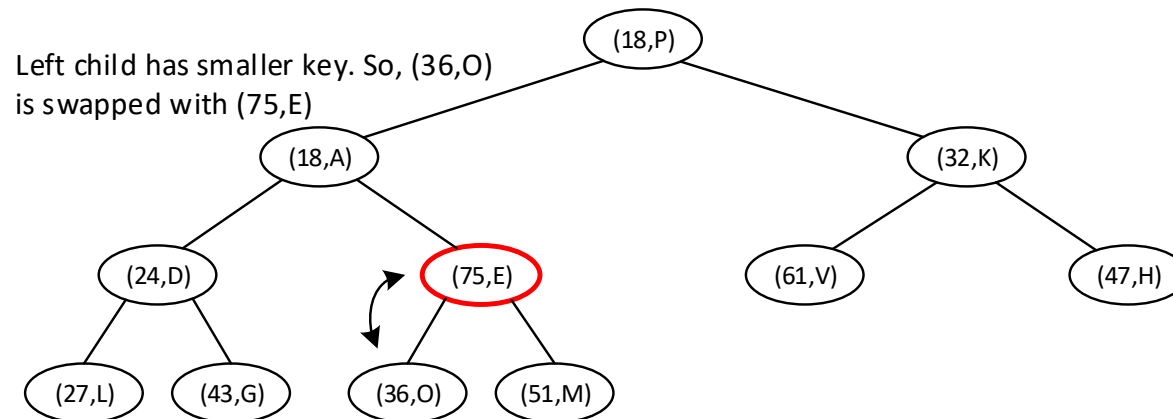 (18,P)
Left child has smaller key. So, (36,O)
is swapped with (75,E)
(18,A)
(32,K)
(24,D)
(75,E)
(61,V)
(47,H)
(27,L)
(43,G)
(36,O)
(51,M)